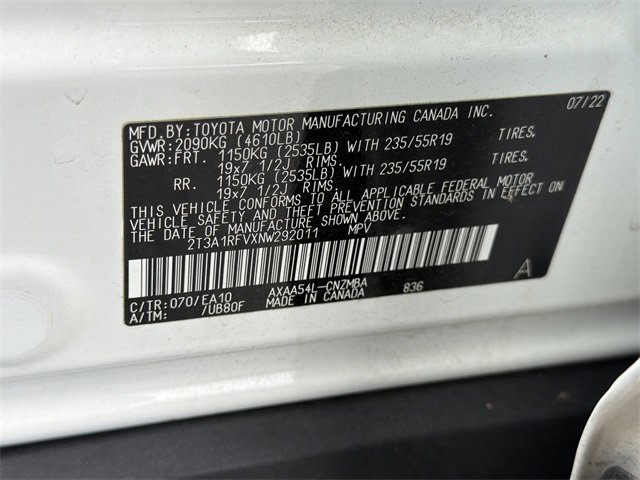 MFD.BY:TOYOTA MOTOR MANUFACTURING CANADA INC. 07/22
GVWR:2090KG (4610LB)
GAWR:FRT. 1150KG (2535LB) WITH 235/55R19 TIRES,
19x7 1/2J RIMS.
RR. 1150KG (2535LB) WITH 235/55R19 TIRES,
19x7 1/2J RIMS.
THIS VEHICLE CONFORMS TO ALL APPLICABLE FEDERAL MOTOR
VEHICLE SAFETY AND THEFT PREVENTION STANDARDS IN EFFECT ON
THE DATE OF MANUFACTURE SHOWN ABOVE.
2T3A1RFVXNW292011 MPV
C/TR:070/EA10 AXAA54L-CNZMBA 836 A
A/TM: /UB80F MADE IN CANADA